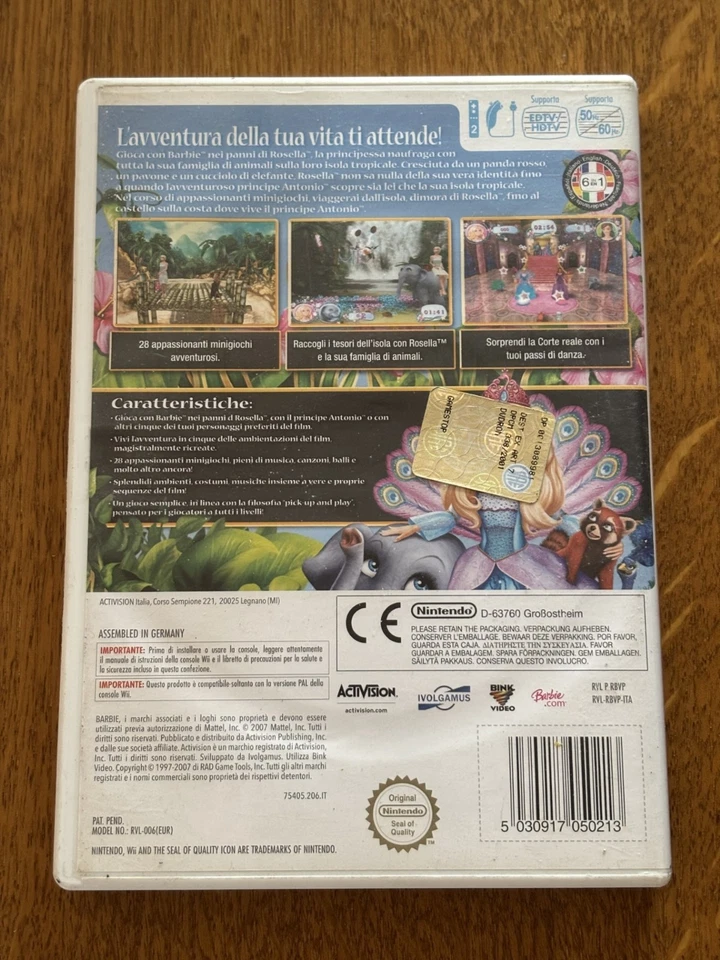 2
Supporta
EDTV/
HDTV
Supporta
50Hz
60Hz
L'avventura della tua vita ti attende!
Gioca con Barbie™ nei panni di Rosella™, la principessa naufraga con
tutta la sua famiglia di animali sulla loro isola tropicale. Cresciuta da un panda rosso
un pavone e un cucciolo di elefante, Rosella™ non sa nulla della sua vera identità fino
a quando l'avventuroso principe Antonio™ scopre sia lei che la sua isola tropicale.
Nel corso di appassionanti minigiochi, viaggerai dall'isola, dimora di Rosella™, fino al
castello sulla costa dove vive il principe Antonio™.
6 in 1
English
01:41
02:54
28 appassionanti minigiochi
avventurosi.
Raccogli i tesori dell'isola con Rosella™
e la sua famiglia di animali.
Sorprendi la Corte reale con i
tuoi passi di danza.
Caratteristiche:
• Gioca con Barbie™ nei panni d Rosella™, con il principe Antonio™ o con
altri cinque dei tuoi personaggi preferiti del film.
• Vivi l'avventura in cinque delle ambientazioni del film,
magistralmente ricreate.
• 28 appassionanti minigiochi, pieni di musica, canzoni, balli e
molto altro ancora!
• Splendidi ambienti, costumi, musiche insieme a vere e proprie
sequenze del film!
• Un gioco semplice, in linea con la filosofia 'pick up and play',
pensato per i giocatori a tutti i livelli!
GAMESTOP
DEST EX ART 7
DPCM 338/2001
ACTIVISION Italia, Corso Sempione 221, 20025 Legnano (MI)
ASSEMBLED IN GERMANY
IMPORTANTE: Prima di installare o usare la console, leggere attentamente
il manuale di istruzioni della console Wii e il libretto di precauzioni per la salute e
la sicurezza incluso in questa confezione.
IMPORTANTE: Questo prodotto è compatibile soltanto con la versione PAL della
console Wii.
CE
Nintendo D-63760 Großostheim
PLEASE RETAIN THE PACKAGING. VERPACKUNG AUFHEBEN.
CONSERVER L'EMBALLAGE. BEWAAR DEZE VERPAKKING. POR FAVOR,
GUARDA ESTA CAJA. ΔΙΑΤΗΡΗΣΤΕ ΤΗΝ ΣΥΣΚΕΥΑΣΙΑ. POR FAVOR
GUARDAR A EMBALAGEM. SPARA FÖRPACKNINGEN. GEM EMBALLAGEN.
SÄILYTÄ PAKKAUS. CONSERVA QUESTO INVOLUCRO.
ACTIVISION
activision.com
IVOLGAMUS
BINK
VIDEO
Barbie
.com
RVL P RBVP
RVL-RBVP-ITA
BARBIE, i marchi associati e i loghi sono proprietà e devono essere
utilizzati previa autorizzazione di Mattel, Inc. © 2007 Mattel, Inc. Tutti i
diritti sono riservati. Pubblicato e distribuito da Activision Publishing, Inc.
e dalle sue società affiliate. Activision è un marchio registrato di Activision,
Inc. Tutti i diritti sono riservati. Sviluppato da Ivolgamus. Utilizza Bink
Video. Copyright © 1997-2007 di RAD Game Tools, Inc. Tutti gli altri marchi
registrati e i nomi commerciali sono proprietà dei rispettivi detentori.
75405.206.IT
PAT. PEND.
MODEL NO.: RVL-006(EUR)
NINTENDO, Wii AND THE SEAL OF QUALITY ICON ARE TRADEMARKS OF NINTENDO.
Original
Nintendo
Seal of
Quality
™
5 030917 050213